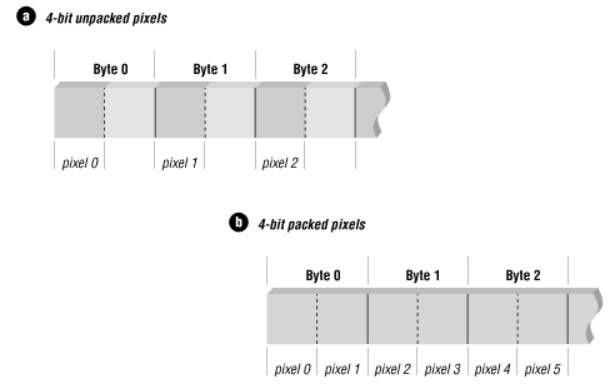 a 4-bit unpacked pixels
Byte 0 Byte 1 Byte 2
pixel 0 pixel 1 pixel 2
b 4-bit packed pixels
Byte 0 Byte 1 Byte 2
pixel 0 pixel 1 pixel 2 pixel 3 pixel 4 pixel 5